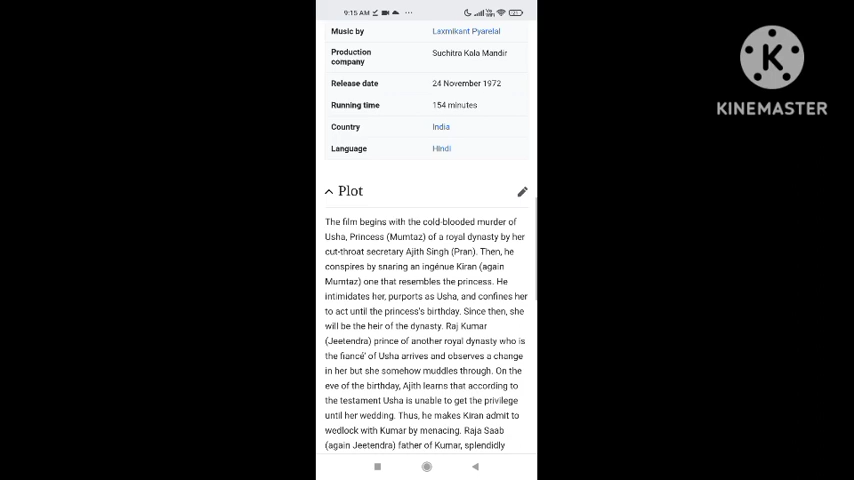 9:15 AM
K
KINEMASTER
Music by Laxmikant Pyarelal
Production company Suchitra Kala Mandir
Release date 24 November 1972
Running time 154 minutes
Country India
Language Hindi
Plot
The film begins with the cold-blooded murder of
Usha, Princess (Mumtaz) of a royal dynasty by her
cut-throat secretary Ajith Singh (Pran). Then, he
conspires by snaring an ingénue Kiran (again
Mumtaz) one that resembles the princess. He
intimidates her, purports as Usha, and confines her
to act until the princess's birthday. Since then, she
will be the heir of the dynasty. Raj Kumar
(Jeetendra) prince of another royal dynasty who is
the fiancé' of Usha arrives and observes a change
in her but she somehow muddles through. On the
eve of the birthday, Ajith learns that according to
the testament Usha is unable to get the privilege
until her wedding. Thus, he makes Kiran admit to
wedlock with Kumar by menacing. Raja Saab
(again Jeetendra) father of Kumar, splendidly